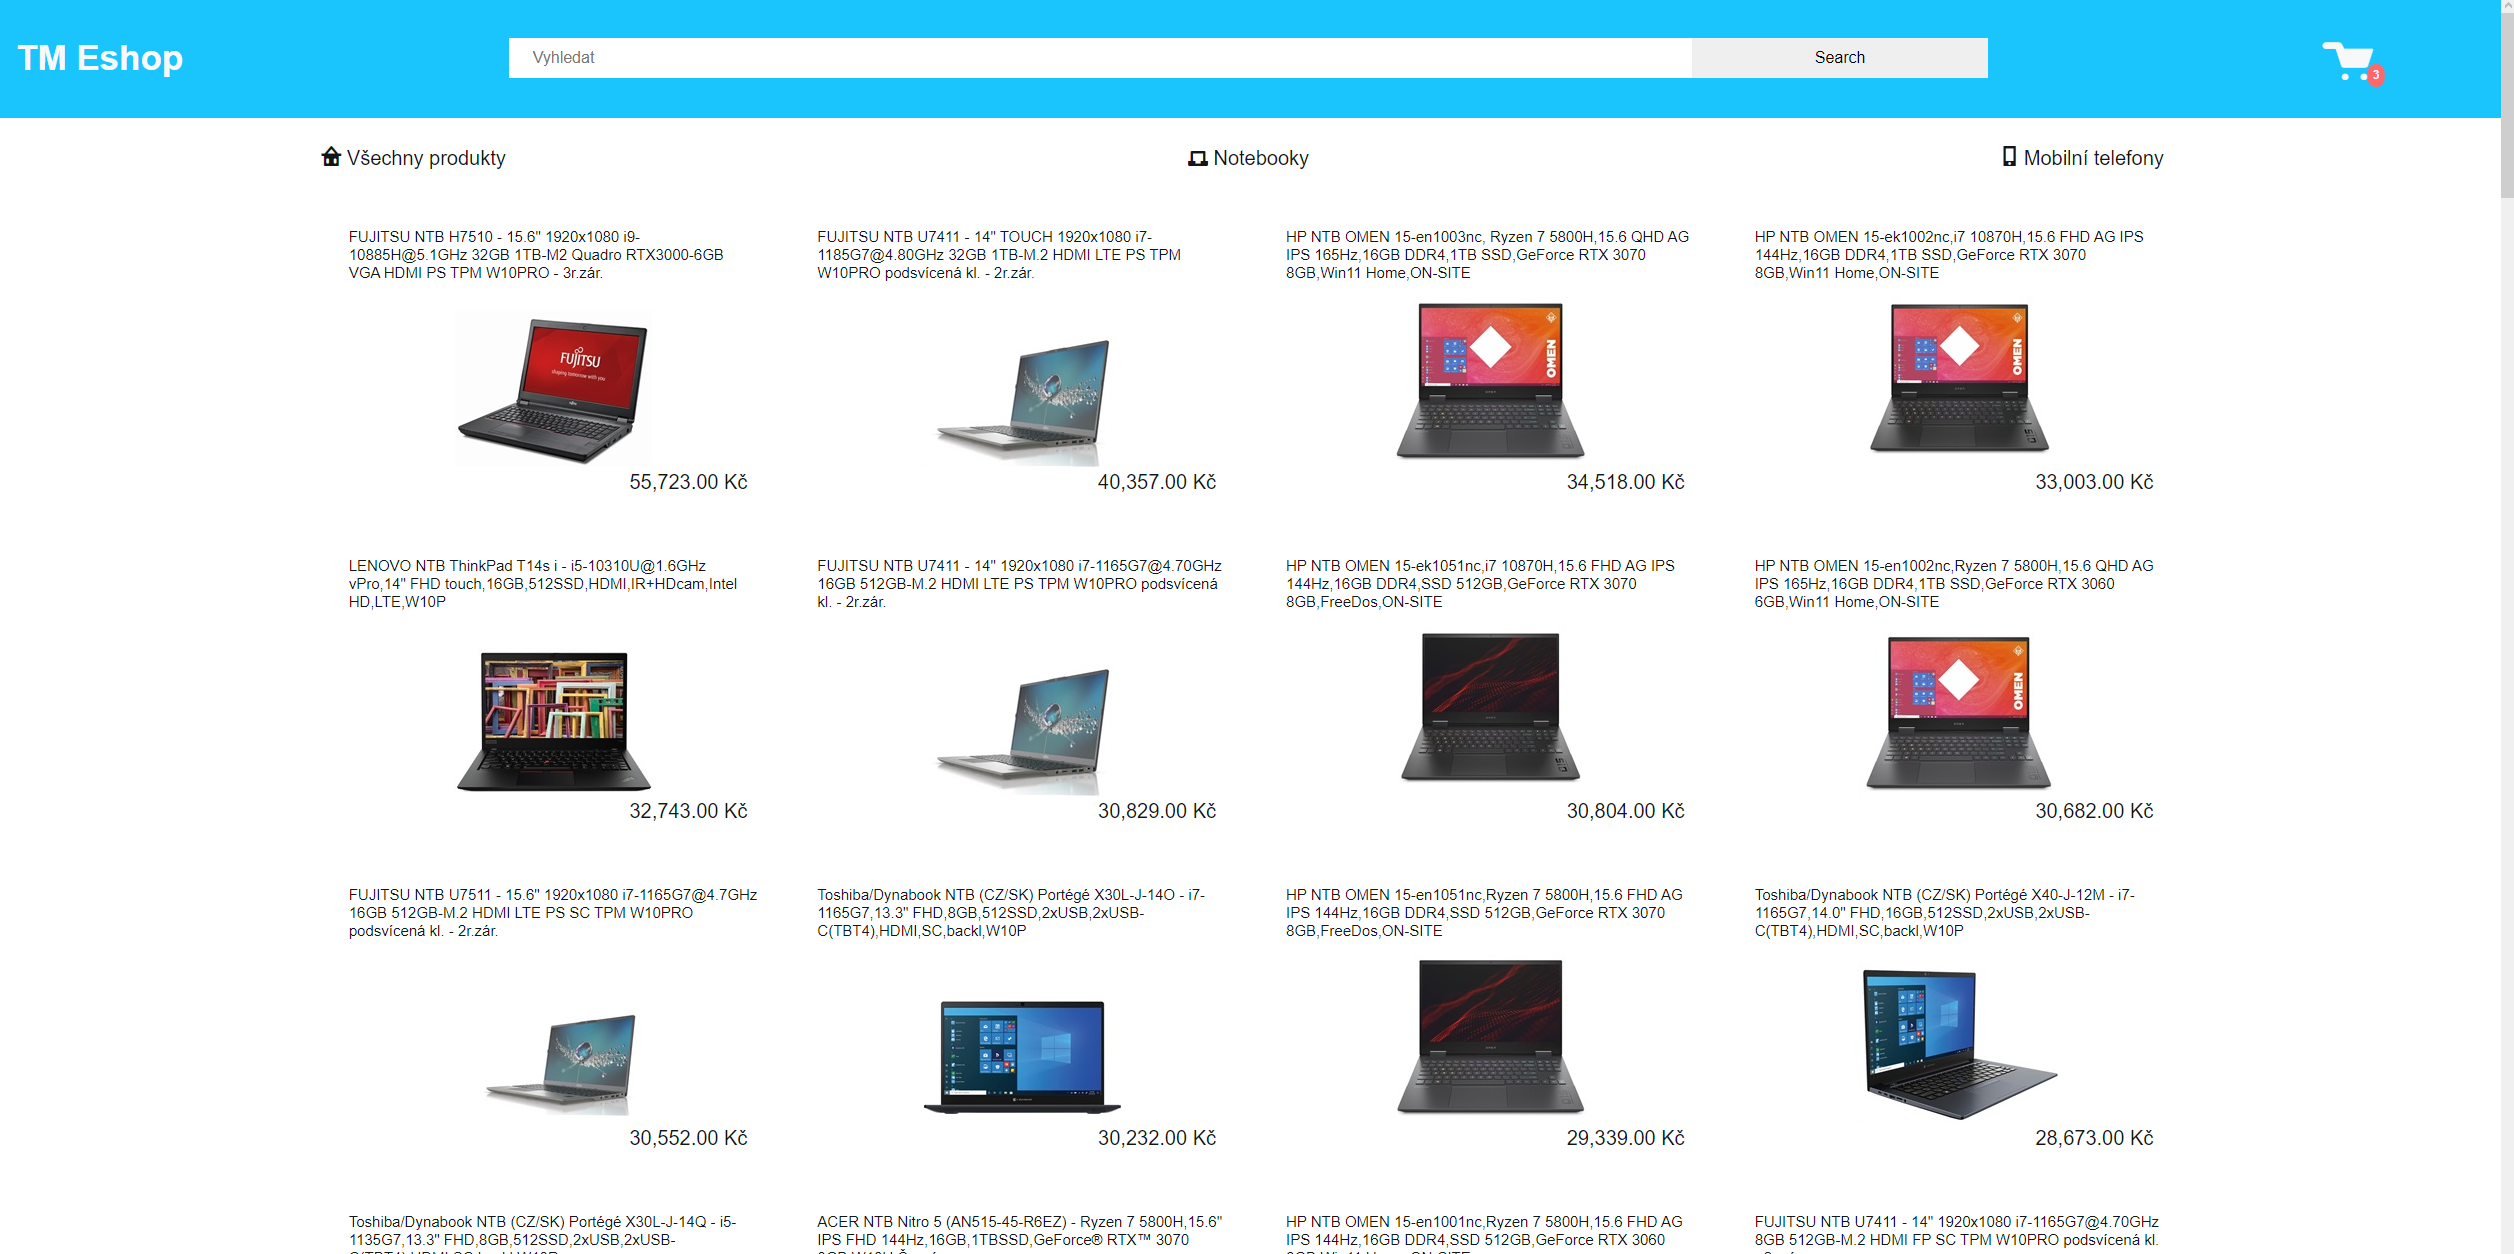 TM Eshop
Vyhledat
Search
3
Všechny produkty
Notebooky
Mobilní telefony
FUJITSU NTB H7510 - 15.6" 1920x1080 i9-
10885H@5.1GHz 32GB 1TB-M2 Quadro RTX3000-6GB
VGA HDMI PS TPM W10PRO - 3r.zár.
FUJITSU
shaping tomorrow with you
55,723.00 Kč
FUJITSU NTB U7411 - 14" TOUCH 1920x1080 i7-
1185G7@4.80GHz 32GB 1TB-M.2 HDMI LTE PS TPM
W10PRO podsvícená kl. - 2r.zár.
40,357.00 Kč
HP NTB OMEN 15-en1003nc, Ryzen 7 5800H,15.6 QHD AG
IPS 165Hz,16GB DDR4,1TB SSD,GeForce RTX 3070
8GB,Win11 Home,ON-SITE
OMEN
34,518.00 Kč
HP NTB OMEN 15-ek1002nc,i7 10870H,15.6 FHD AG IPS
144Hz,16GB DDR4,1TB SSD,GeForce RTX 3070
8GB,Win11 Home,ON-SITE
OMEN
33,003.00 Kč
LENOVO NTB ThinkPad T14s i - i5-10310U@1.6GHz
vPro,14" FHD touch,16GB,512SSD,HDMI,IR+HDcam,Intel
HD,LTE,W10P
32,743.00 Kč
FUJITSU NTB U7411 - 14" 1920x1080 i7-1165G7@4.70GHz
16GB 512GB-M.2 HDMI LTE PS TPM W10PRO podsvícená
kl. - 2r.zár.
30,829.00 Kč
HP NTB OMEN 15-ek1051nc,i7 10870H,15.6 FHD AG IPS
144Hz,16GB DDR4,SSD 512GB,GeForce RTX 3070
8GB,FreeDos,ON-SITE
30,804.00 Kč
HP NTB OMEN 15-en1002nc,Ryzen 7 5800H,15.6 QHD AG
IPS 165Hz,16GB DDR4,1TB SSD,GeForce RTX 3060
6GB,Win11 Home,ON-SITE
OMEN
30,682.00 Kč
FUJITSU NTB U7511 - 15.6" 1920x1080 i7-1165G7@4.7GHz
16GB 512GB-M.2 HDMI LTE PS SC TPM W10PRO
podsvícená kl. - 2r.zár.
30,552.00 Kč
Toshiba/Dynabook NTB (CZ/SK) Portégé X30L-J-14O - i7-
1165G7,13.3" FHD,8GB,512SSD,2xUSB,2xUSB-
C(TBT4),HDMI,SC,backl,W10P
30,232.00 Kč
HP NTB OMEN 15-en1051nc,Ryzen 7 5800H,15.6 FHD AG
IPS 144Hz,16GB DDR4,SSD 512GB,GeForce RTX 3070
8GB,FreeDos,ON-SITE
29,339.00 Kč
Toshiba/Dynabook NTB (CZ/SK) Portégé X40-J-12M - i7-
1165G7,14.0" FHD,16GB,512SSD,2xUSB,2xUSB-
C(TBT4),HDMI,SC,backl,W10P
28,673.00 Kč
Toshiba/Dynabook NTB (CZ/SK) Portégé X30L-J-14Q - i5-
1135G7,13.3" FHD,8GB,512SSD,2xUSB,2xUSB-
ACER NTB Nitro 5 (AN515-45-R6EZ) - Ryzen 7 5800H,15.6"
IPS FHD 144Hz,16GB,1TBSSD,GeForce® RTX™ 3070
HP NTB OMEN 15-en1001nc,Ryzen 7 5800H,15.6 FHD AG
IPS 144Hz,16GB DDR4,SSD 512GB,GeForce RTX 3060
FUJITSU NTB U7411 - 14" 1920x1080 i7-1165G7@4.70GHz
8GB 512GB-M.2 HDMI FP SC TPM W10PRO podsvícená kl.